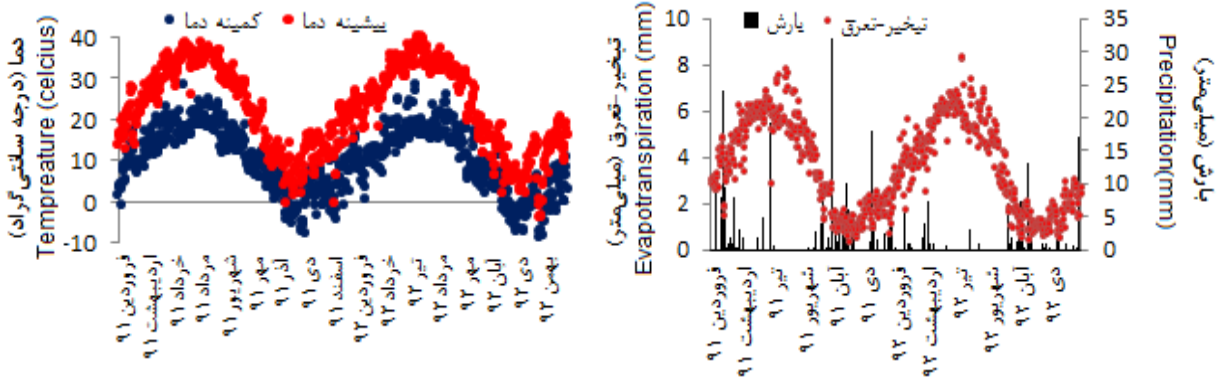 کمینه دما
بیشینه دما
دما (درجه سانتی‌گراد)
Tempreature (celcius)
40
30
20
10
0
-10
فروردین ۹۱
اردیبهشت ۹۱
خرداد ۹۱
مرداد ۹۱
شهریور ۹۱
مهر ۹۱
آذر ۹۱
دی ۹۱
اسفند ۹۱
فروردین ۹۲
خرداد ۹۲
تیر ۹۲
مرداد ۹۲
مهر ۹۲
آبان ۹۲
دی ۹۲
بهمن ۹۲
بارش
تبخیر-تعرق
تبخیر-تعرق (میلی‌متر)
Evapotranspiration (mm)
10
8
6
4
2
0
35
30
25
20
15
10
5
0
Precipitation(mm)
بارش (میلی‌متر)
فروردین ۹۱
اردیبهشت ۹۱
تیر ۹۱
شهریور ۹۱
آبان ۹۱
دی ۹۱
فروردین ۹۲
اردیبهشت ۹۲
تیر ۹۲
شهریور ۹۲
آبان ۹۲
دی ۹۲